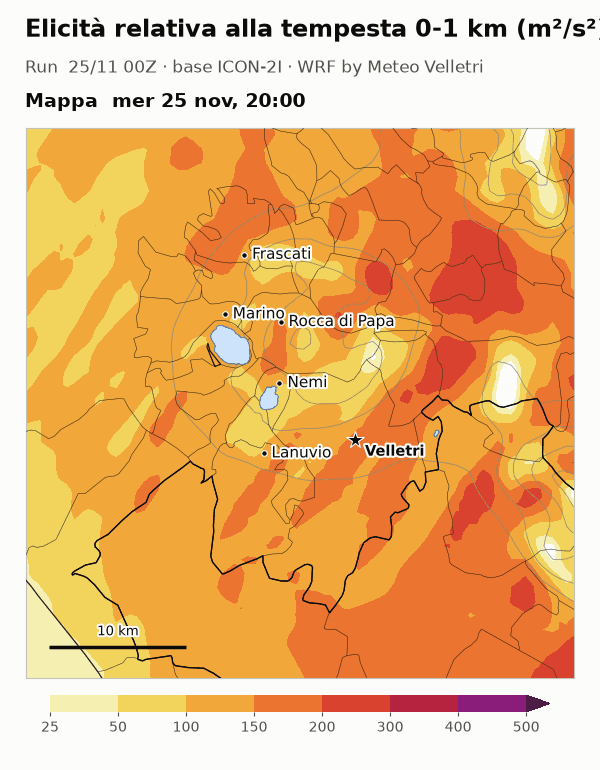 Elicità relativa alla tempesta 0-1 km (m²/s²)
Run  25/11 00Z · base ICON-2I · WRF by Meteo Velletri
Mappa  mer 25 nov, 20:00
Frascati
Marino
Rocca di Papa
Nemi
Velletri
Lanuvio
10 km
25 50 100 150 200 300 400 500